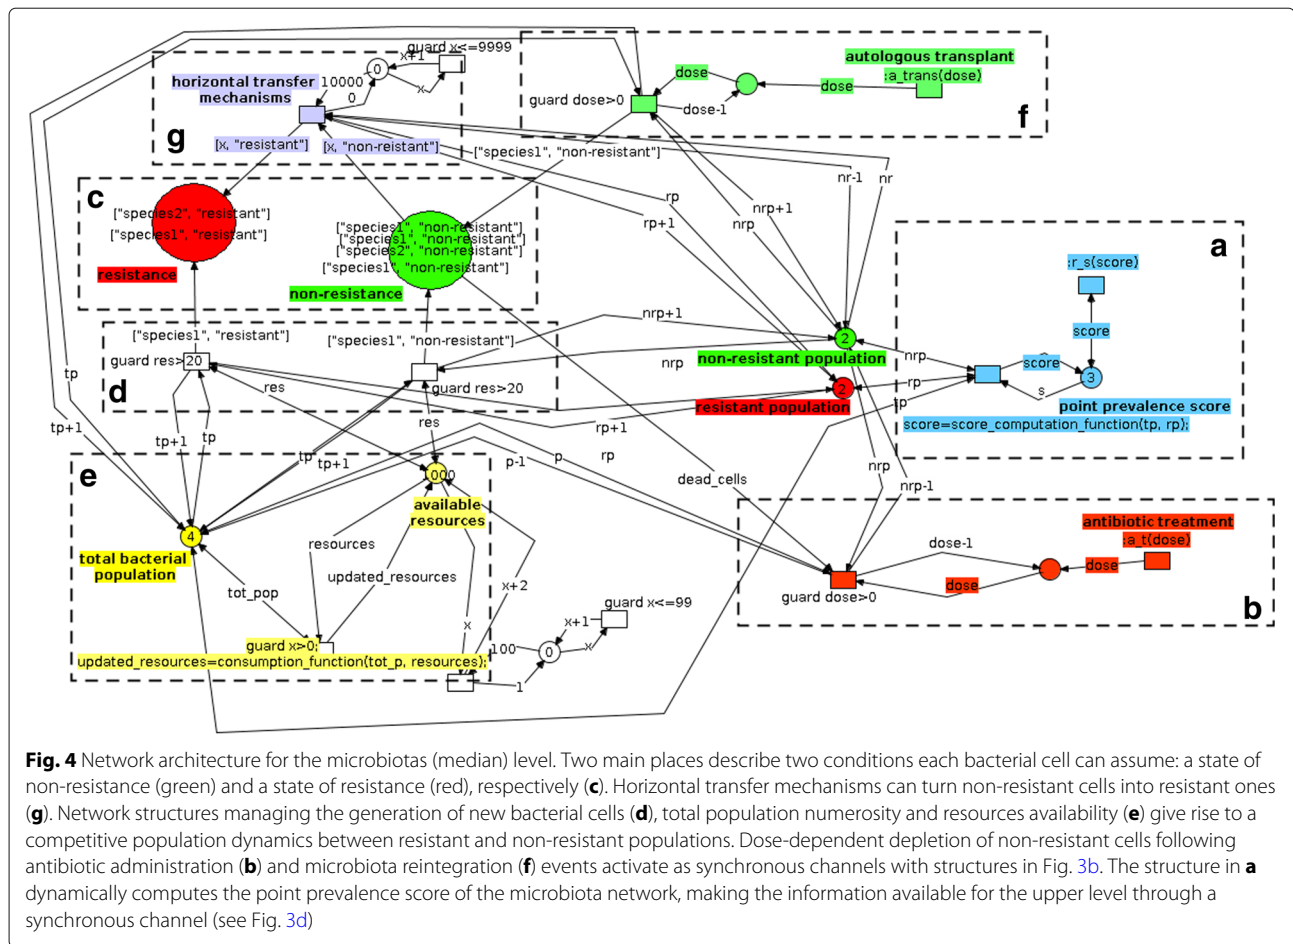 guard x<=9999
x+1
0
x
10000
0
horizontal transfer
mechanisms
g
[x, "resistant"]
[x, "non-reistant"]
autologous transplant
:a_trans(dose)
dose
dose
guard dose>0
dose-1
f
["species1", "non-resistant"]
nr-1
nr
rp
rp+1
nrp+1
nrp
c
["species2", "resistant"]
["species1", "resistant"]
resistance
["species1", "non-resistant"]
["species1", "non-resistant"]
["species2", "non-resistant"]
["species1", "non-resistant"]
non-resistance
a
:r_s(score)
score
score
nrp
rp
tp
s
3
point prevalence score
score=score_computation_function(tp, rp);
2
non-resistant population
2
resistant population
["species1", "resistant"]
guard res>20
["species1", "non-resistant"]
guard res>20
d
nrp+1
nrp
tp
tp+1
res
res
tp+1
tp
tp
tp+1
rp+1
rp
p-1
p
dead_cells
nrp
nrp-1
e
000
available
resources
4
total bacterial
population
resources
updated_resources
tot_pop
x+2
x
guard x>0;
updated_resources=consumption_function(tot_p, resources);
guard x<=99
x+1
x
100
0
1
antibiotic treatment
:a_t(dose)
dose
dose-1
dose
guard dose>0
b
Fig. 4 Network architecture for the microbiotas (median) level. Two main places describe two conditions each bacterial cell can assume: a state of
non-resistance (green) and a state of resistance (red), respectively (c). Horizontal transfer mechanisms can turn non-resistant cells into resistant ones
(g). Network structures managing the generation of new bacterial cells (d), total population numerosity and resources availability (e) give rise to a
competitive population dynamics between resistant and non-resistant populations. Dose-dependent depletion of non-resistant cells following
antibiotic administration (b) and microbiota reintegration (f) events activate as synchronous channels with structures in Fig. 3b. The structure in a
dynamically computes the point prevalence score of the microbiota network, making the information available for the upper level through a
synchronous channel (see Fig. 3d)